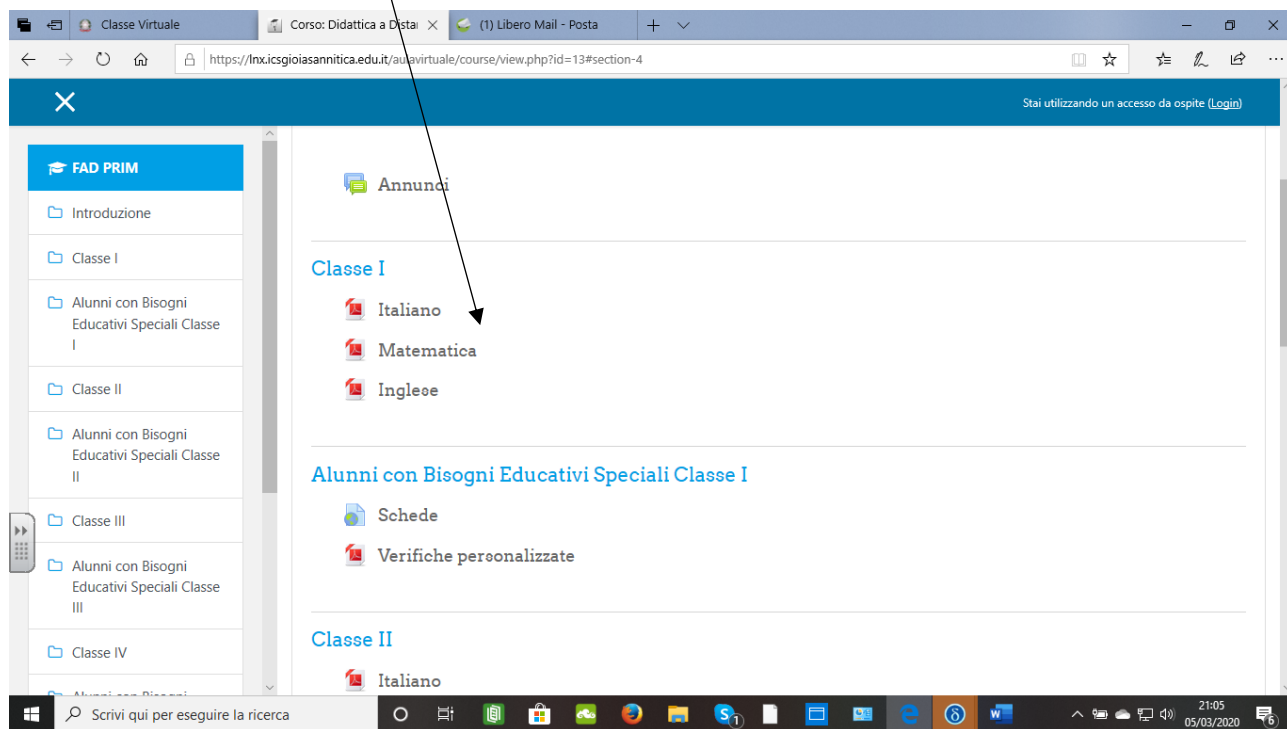 Classe Virtuale
Corso: Didattica a Distan
(1) Libero Mail - Posta
https://lnx.icsgioiasannitica.edu.it/aulavirtuale/course/view.php?id=13#section-4
Stai utilizzando un accesso da ospite (Login)
FAD PRIM
Introduzione
Classe I
Alunni con Bisogni
Educativi Speciali Classe
I
Classe II
Alunni con Bisogni
Educativi Speciali Classe
II
Classe III
Alunni con Bisogni
Educativi Speciali Classe
III
Classe IV
Alunni con Bisogni
Annunci
Classe I
Italiano
Matematica
Inglese
Alunni con Bisogni Educativi Speciali Classe I
Schede
Verifiche personalizzate
Classe II
Italiano
Scrivi qui per eseguire la ricerca
21:05
05/03/2020